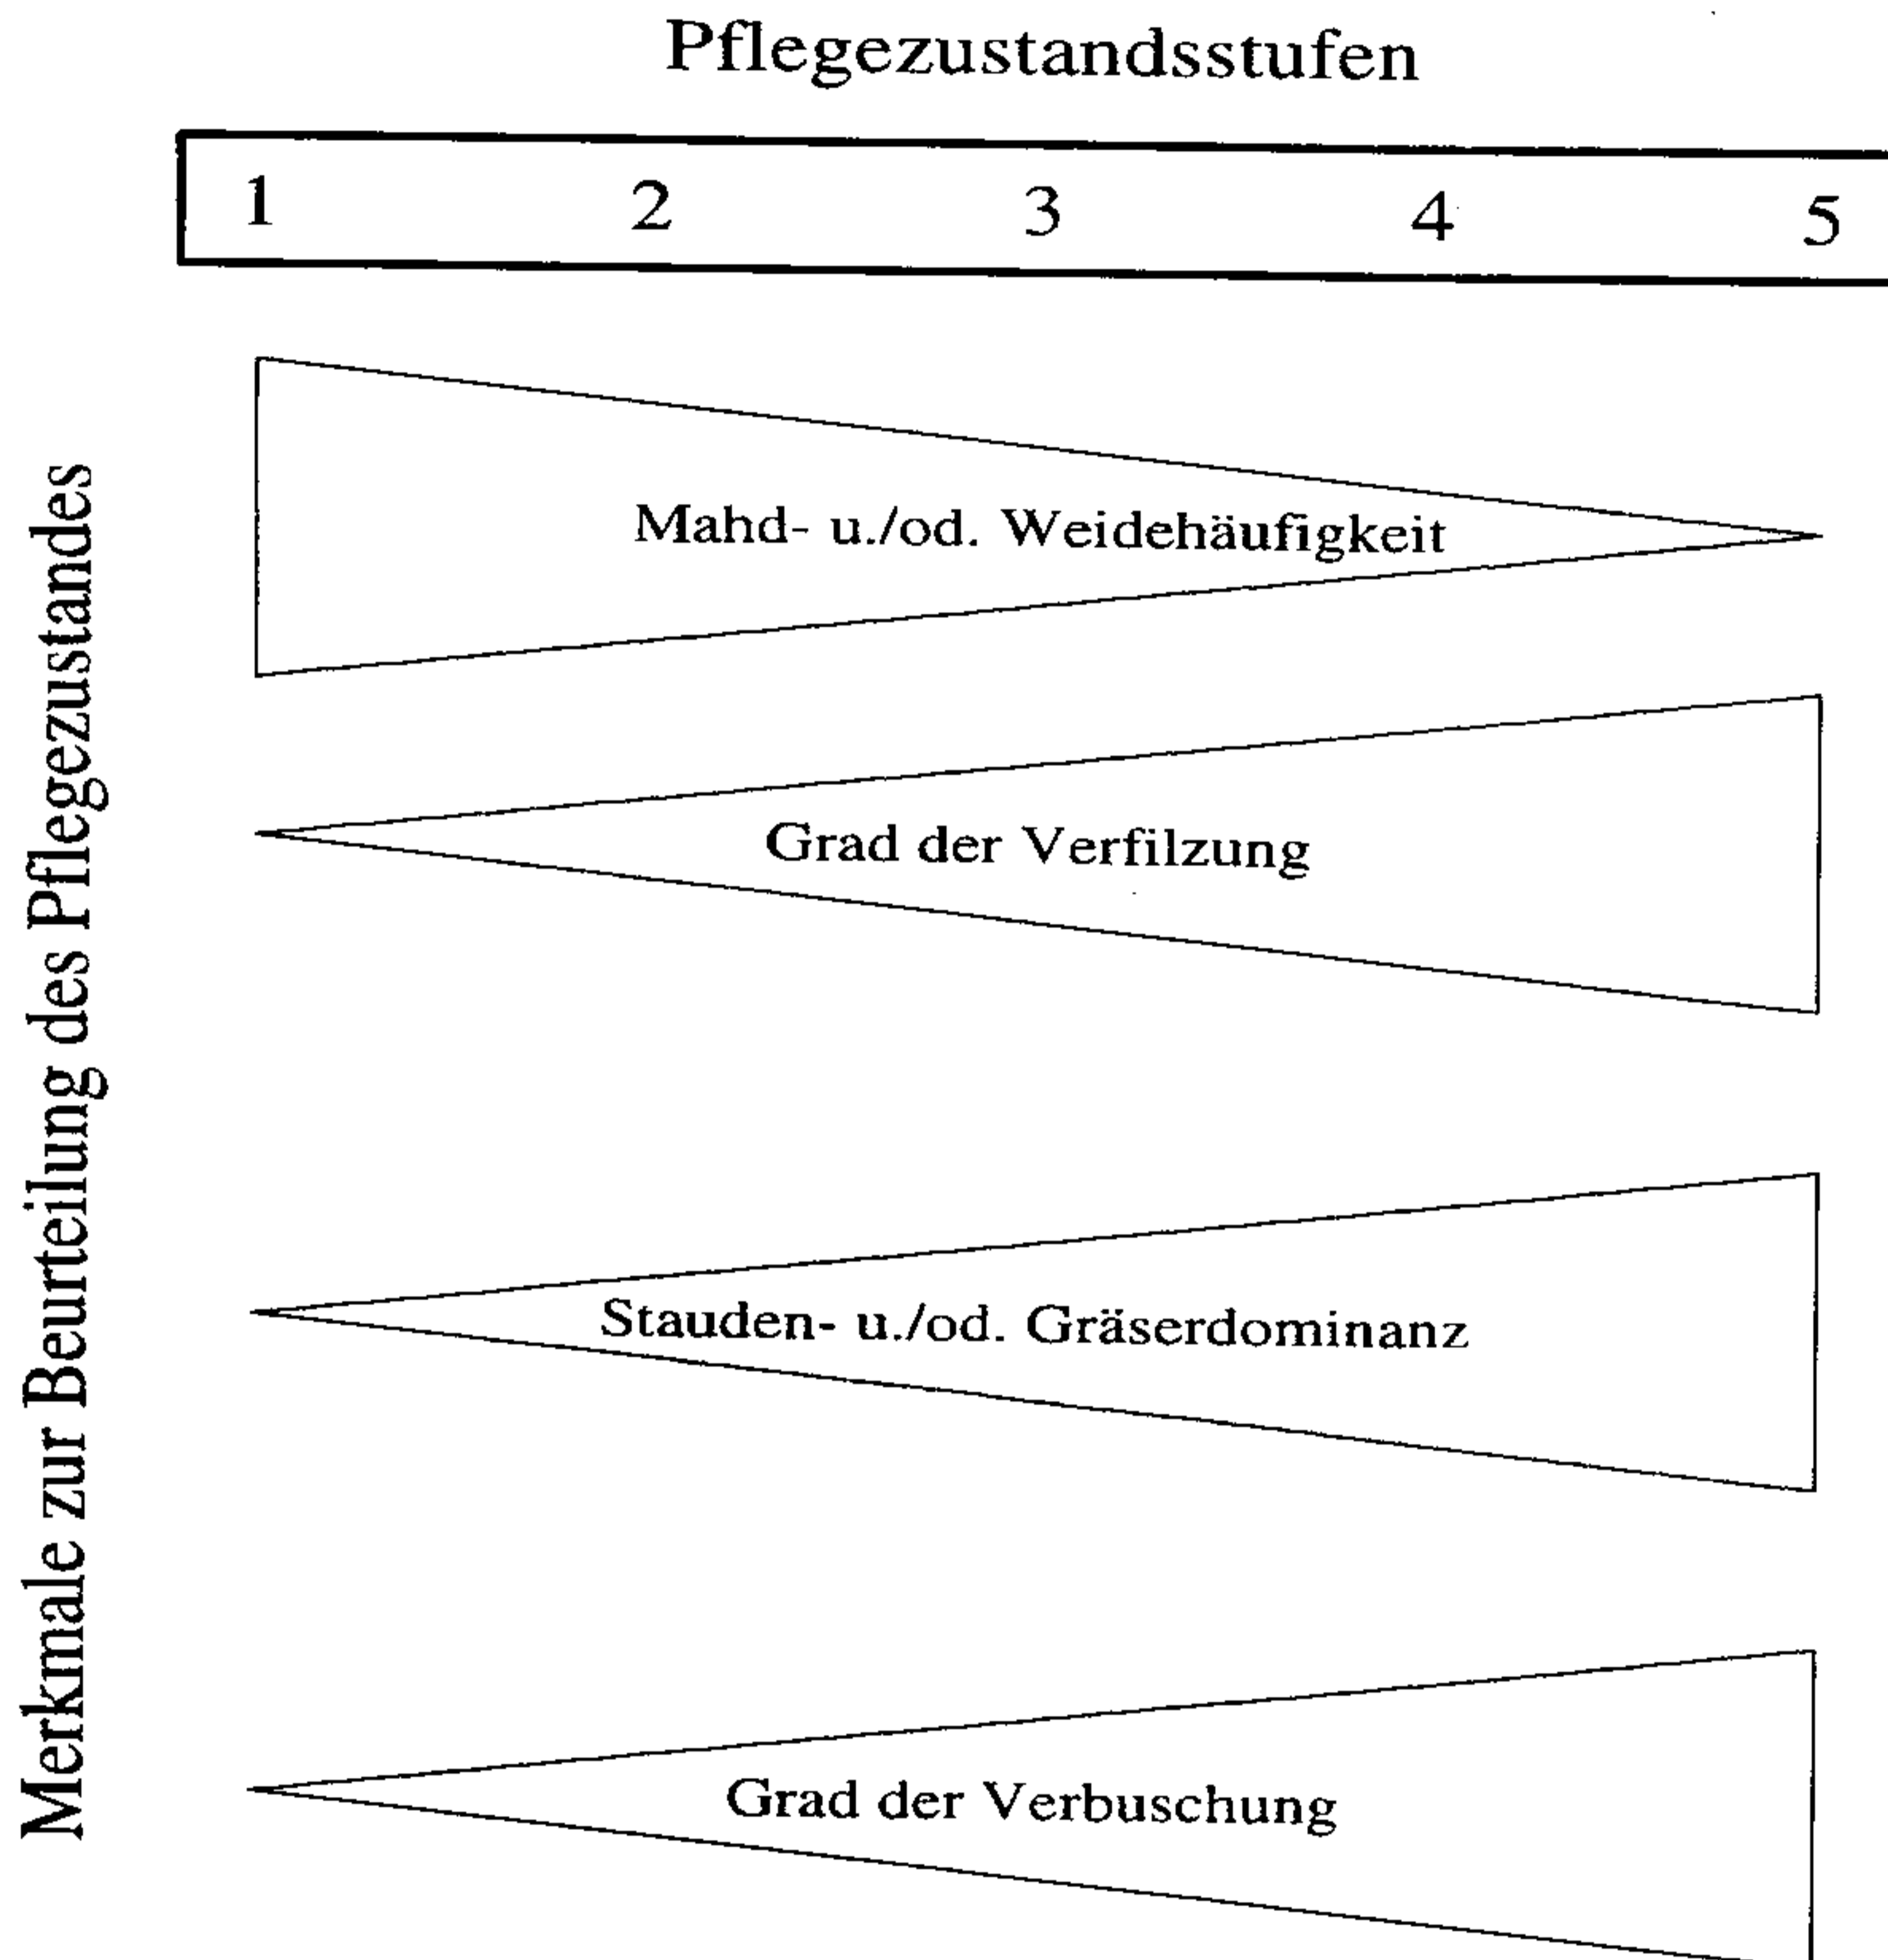 Pflegezustandsstufen
1 2 3 4 5
Merkmale zur Beurteilung des Pflegezustandes
Mahd- u./od. Weidehäufigkeit
Grad der Verfilzung
Stauden- u./od. Gräserdominanz
Grad der Verbuschung